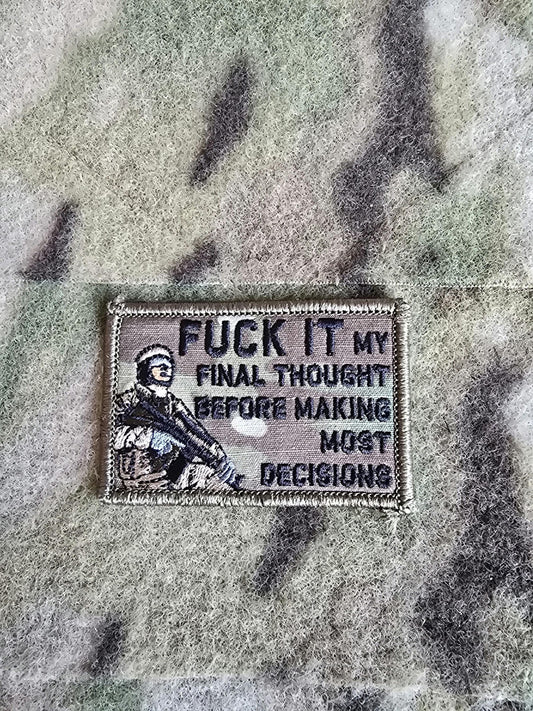 FUCK IT MY
FINAL THOUGHT
BEFORE MAKING
MOST
DECISIONS